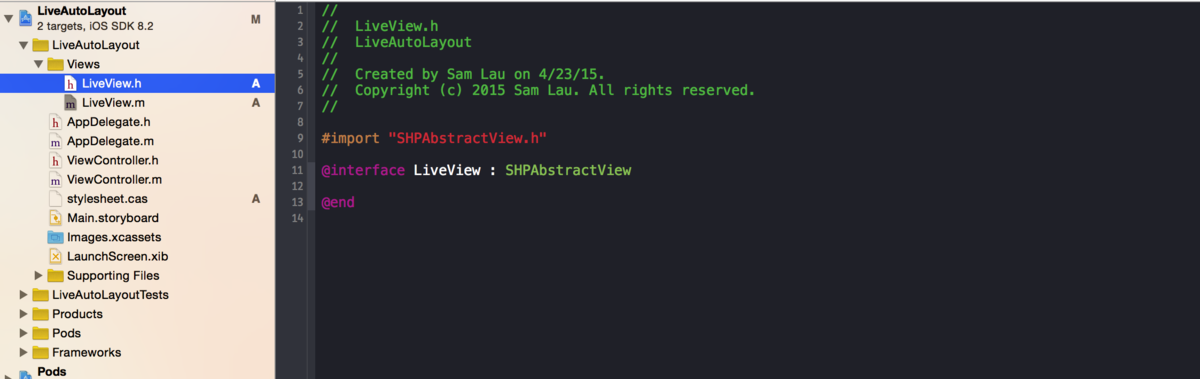 LiveAutoLayout
2 targets, iOS SDK 8.2
M
LiveAutoLayout
Views
h LiveView.h
A
m LiveView.m
A
h AppDelegate.h
m AppDelegate.m
h ViewController.h
m ViewController.m
stylesheet.cas
A
Main.storyboard
Images.xcassets
LaunchScreen.xib
Supporting Files
LiveAutoLayoutTests
Products
Pods
Frameworks
Pods
1 //
2 //  LiveView.h
3 //  LiveAutoLayout
4 //
5 //  Created by Sam Lau on 4/23/15.
6 //  Copyright (c) 2015 Sam Lau. All rights reserved.
7 //
8
9 #import "SHPAbstractView.h"
10
11 @interface LiveView : SHPAbstractView
12
13 @end
14